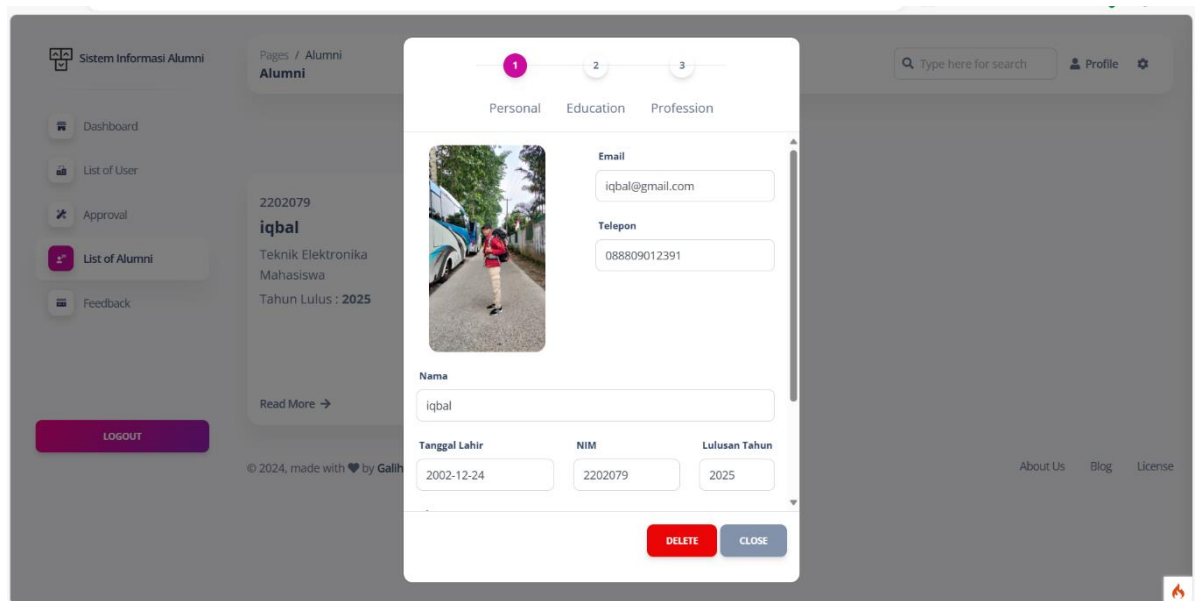 Sistem Informasi Alumni
Pages / Alumni
Alumni
Type here for search
Profile
Dashboard
List of User
Approval
List of Alumni
Feedback
LOGOUT
2202079
iqbal
Teknik Elektronika
Mahasiswa
Tahun Lulus : 2025
Read More →
© 2024, made with ♥ by Galih
About Us Blog License
1 2 3
Personal Education Profession
Email
iqbal@gmail.com
Telepon
088809012391
Nama
iqbal
Tanggal Lahir NIM Lulusan Tahun
2002-12-24 2202079 2025
DELETE CLOSE